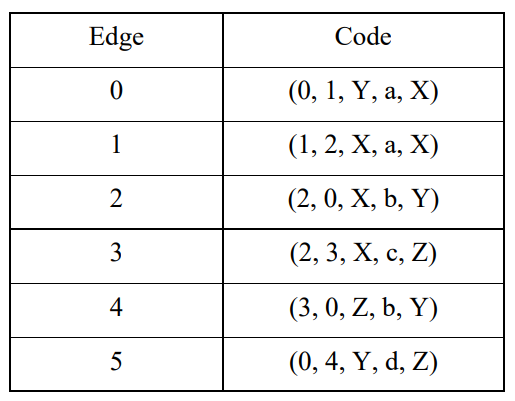 Edge Code
0 (0, 1, Y, a, X)
1 (1, 2, X, a, X)
2 (2, 0, X, b, Y)
3 (2, 3, X, c, Z)
4 (3, 0, Z, b, Y)
5 (0, 4, Y, d, Z)